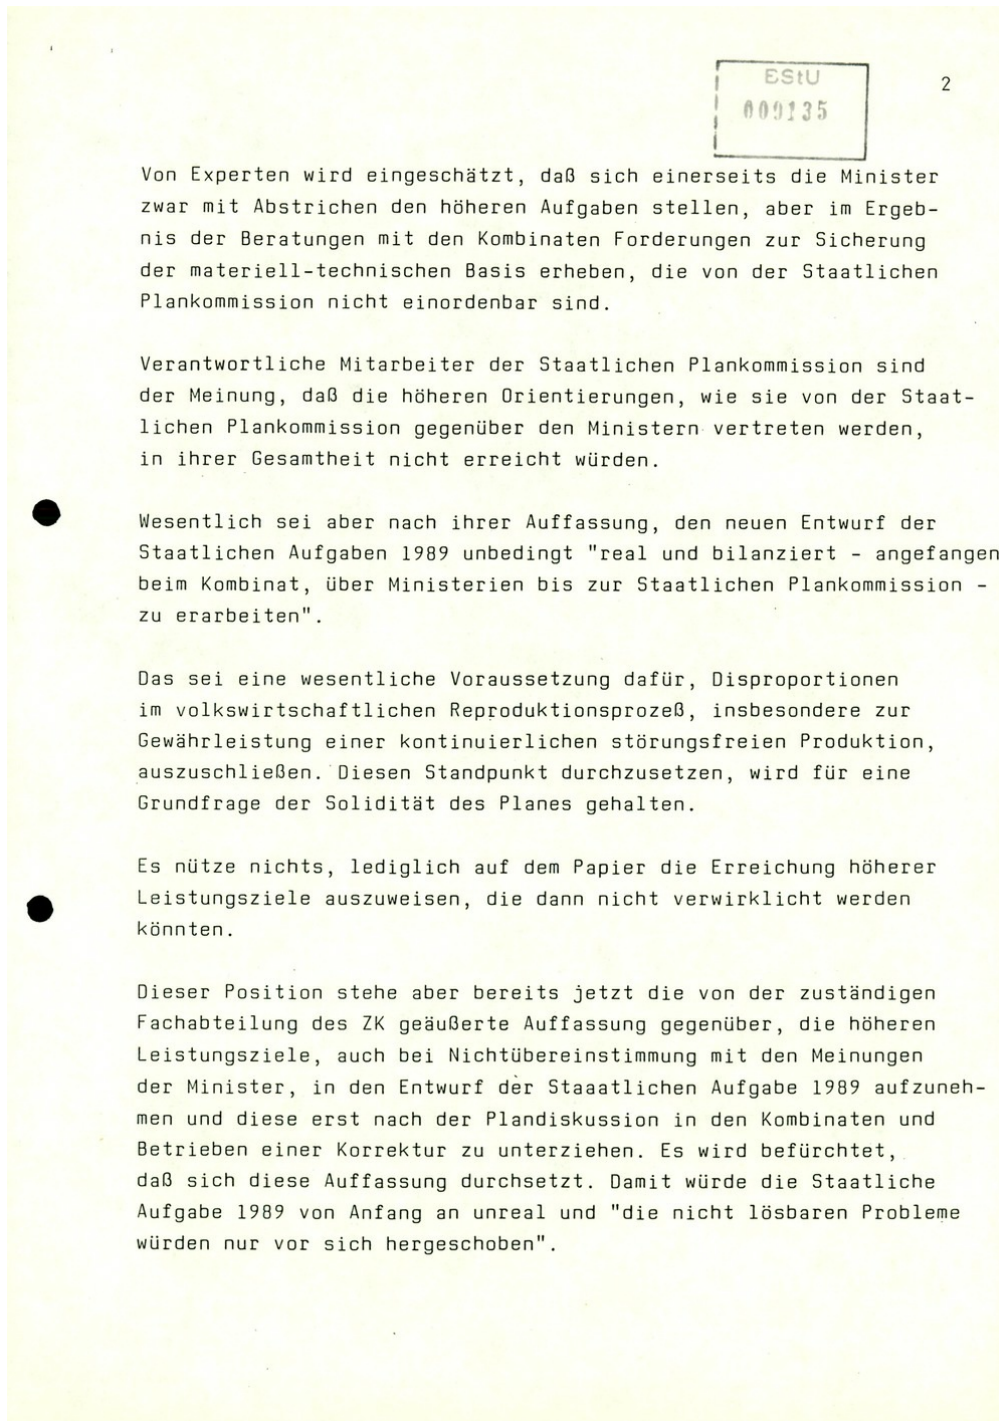 BStU
000135
2
Von Experten wird eingeschätzt, daß sich einerseits die Minister
zwar mit Abstrichen den höheren Aufgaben stellen, aber im Ergeb-
nis der Beratungen mit den Kombinaten Forderungen zur Sicherung
der materiell-technischen Basis erheben, die von der Staatlichen
Plankommission nicht einordenbar sind.
Verantwortliche Mitarbeiter der Staatlichen Plankommission sind
der Meinung, daß die höheren Orientierungen, wie sie von der Staat-
lichen Plankommission gegenüber den Ministern vertreten werden,
in ihrer Gesamtheit nicht erreicht würden.
Wesentlich sei aber nach ihrer Auffassung, den neuen Entwurf der
Staatlichen Aufgaben 1989 unbedingt "real und bilanziert - angefangen
beim Kombinat, über Ministerien bis zur Staatlichen Plankommission -
zu erarbeiten".
Das sei eine wesentliche Voraussetzung dafür, Disproportionen
im volkswirtschaftlichen Reproduktionsprozeß, insbesondere zur
Gewährleistung einer kontinuierlichen störungsfreien Produktion,
auszuschließen. Diesen Standpunkt durchzusetzen, wird für eine
Grundfrage der Solidität des Planes gehalten.
Es nütze nichts, lediglich auf dem Papier die Erreichung höherer
Leistungsziele auszuweisen, die dann nicht verwirklicht werden
könnten.
Dieser Position stehe aber bereits jetzt die von der zuständigen
Fachabteilung des ZK geäußerte Auffassung gegenüber, die höheren
Leistungsziele, auch bei Nichtübereinstimmung mit den Meinungen
der Minister, in den Entwurf der Staaatlichen Aufgabe 1989 aufzuneh-
men und diese erst nach der Plandiskussion in den Kombinaten und
Betrieben einer Korrektur zu unterziehen. Es wird befürchtet,
daß sich diese Auffassung durchsetzt. Damit würde die Staatliche
Aufgabe 1989 von Anfang an unreal und "die nicht lösbaren Probleme
würden nur vor sich hergeschoben".